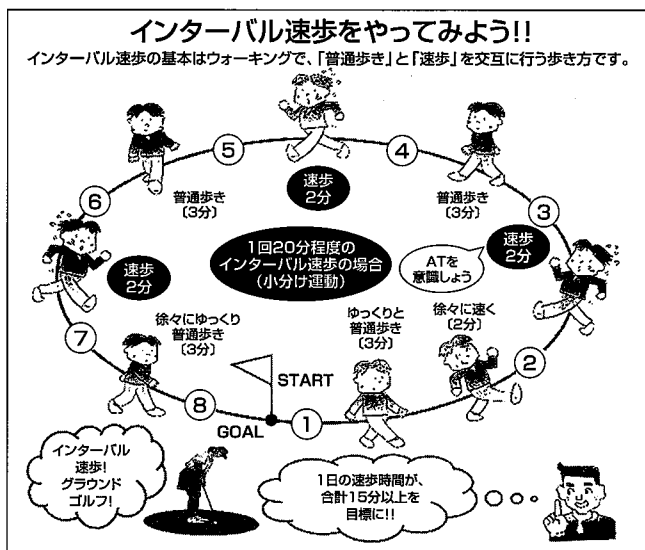 インターバル速歩をやってみよう!!
インターバル速歩の基本はウォーキングで、「普通歩き」と「速歩」を交互に行う歩き方です。
START
GOAL
①
ゆっくりと
普通歩き
〔3分〕
②
徐々に速く
〔2分〕
③
速歩
2分
ATを
意識しよう
④
普通歩き
〔3分〕
速歩
2分
⑤
普通歩き
〔3分〕
⑥
速歩
2分
⑦
徐々にゆっくり
普通歩き
〔3分〕
⑧
1回20分程度の
インターバル速歩の場合
(小分け運動)
インターバル
速歩!
グラウンド
ゴルフ!
1日の速歩時間が、
合計15分以上を
目標に!!